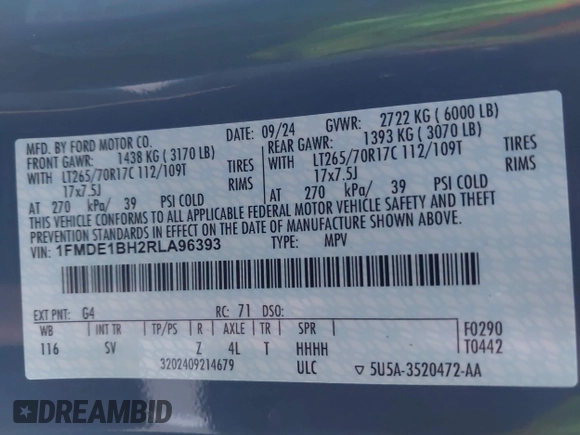 MFD. BY FORD MOTOR CO.
DATE: 09/24 GVWR: 2722 KG ( 6000 LB)
FRONT GAWR: 1438 KG ( 3170 LB) REAR GAWR: 1393 KG ( 3070 LB)
WITH LT265/70R17C 112/109T TIRES WITH LT265/70R17C 112/109T TIRES
17x7.5J RIMS 17x7.5J RIMS
AT 270 kPa/ 39 PSI COLD AT 270 kPa/ 39 PSI COLD
THIS VEHICLE CONFORMS TO ALL APPLICABLE FEDERAL MOTOR VEHICLE SAFETY AND THEFT
PREVENTION STANDARDS IN EFFECT ON THE DATE OF MANUFACTURE SHOWN ABOVE.
VIN: 1FMDE1BH2RLA96393 TYPE: MPV
EXT PNT: G4 RC: 71 DSO:
WB INT TR TP/PS R AXLE TR SPR F0290
116 SV Z 4L T HHHH T0442
3202409214679 ULC ▽ 5U5A-3520472-AA
DREAMBID